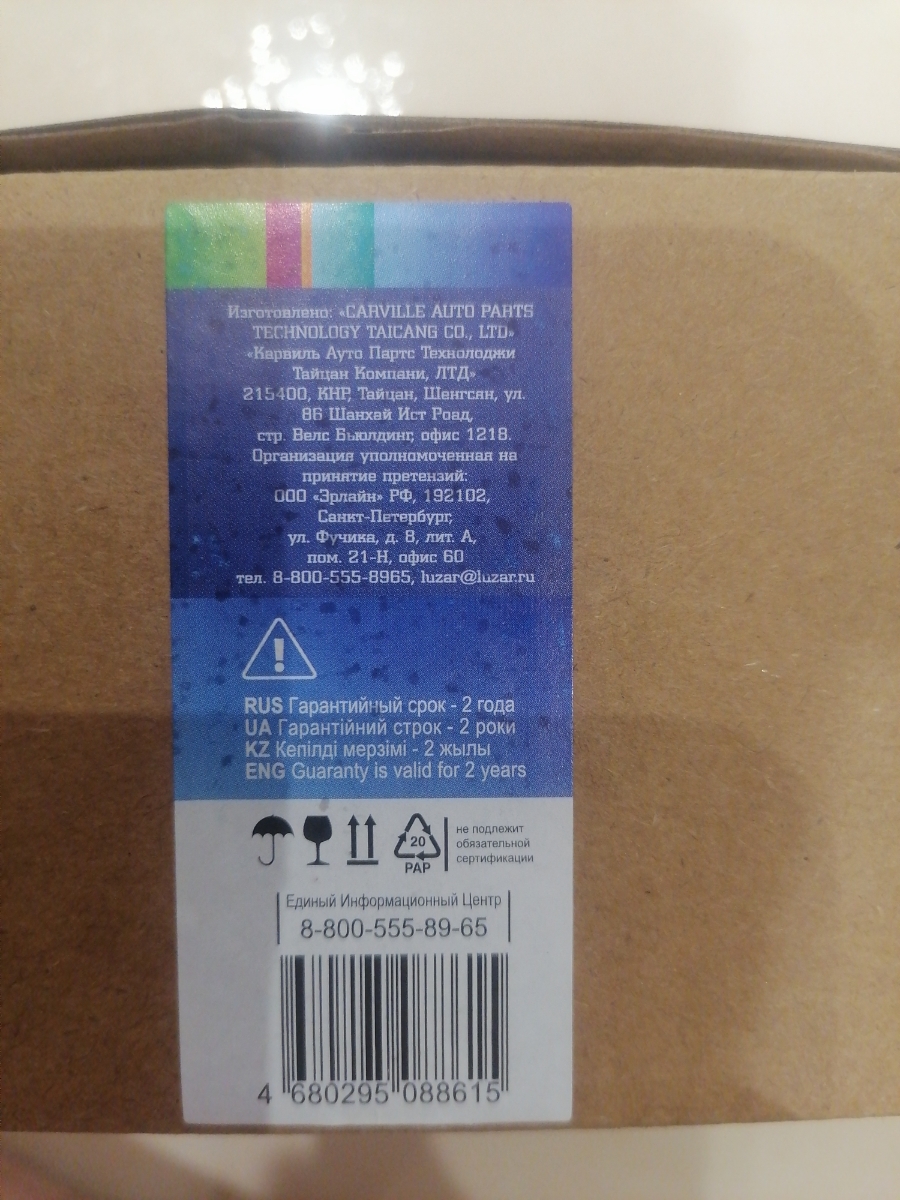 Изготовлено: «CARVILLE AUTO PARTS
TECHNOLOGY TAICANG CO., LTD»
«Карвиль Ауто Партс Технолоджи
Тайцан Компани, ЛТД»
215400, КНР, Тайцан, Шенгсян, ул.
86 Шанхай Ист Роад,
стр. Велс Бьюлдинг, офис 1218.
Организация уполномоченная на
принятие претензий:
ООО «Эрлайн» РФ, 192102,
Санкт-Петербург,
ул. Фучика, д. 8, лит. А,
пом. 21-Н, офис 60
тел. 8-800-555-8965, luzar@luzar.ru
RUS Гарантийный срок - 2 года
UA Гарантійний строк - 2 роки
KZ Кепілді мерзімі - 2 жылы
ENG Guaranty is valid for 2 years
20
PAP
не подлежит
обязательной
сертификации
Единый Информационный Центр
8-800-555-89-65
4 680295 088615